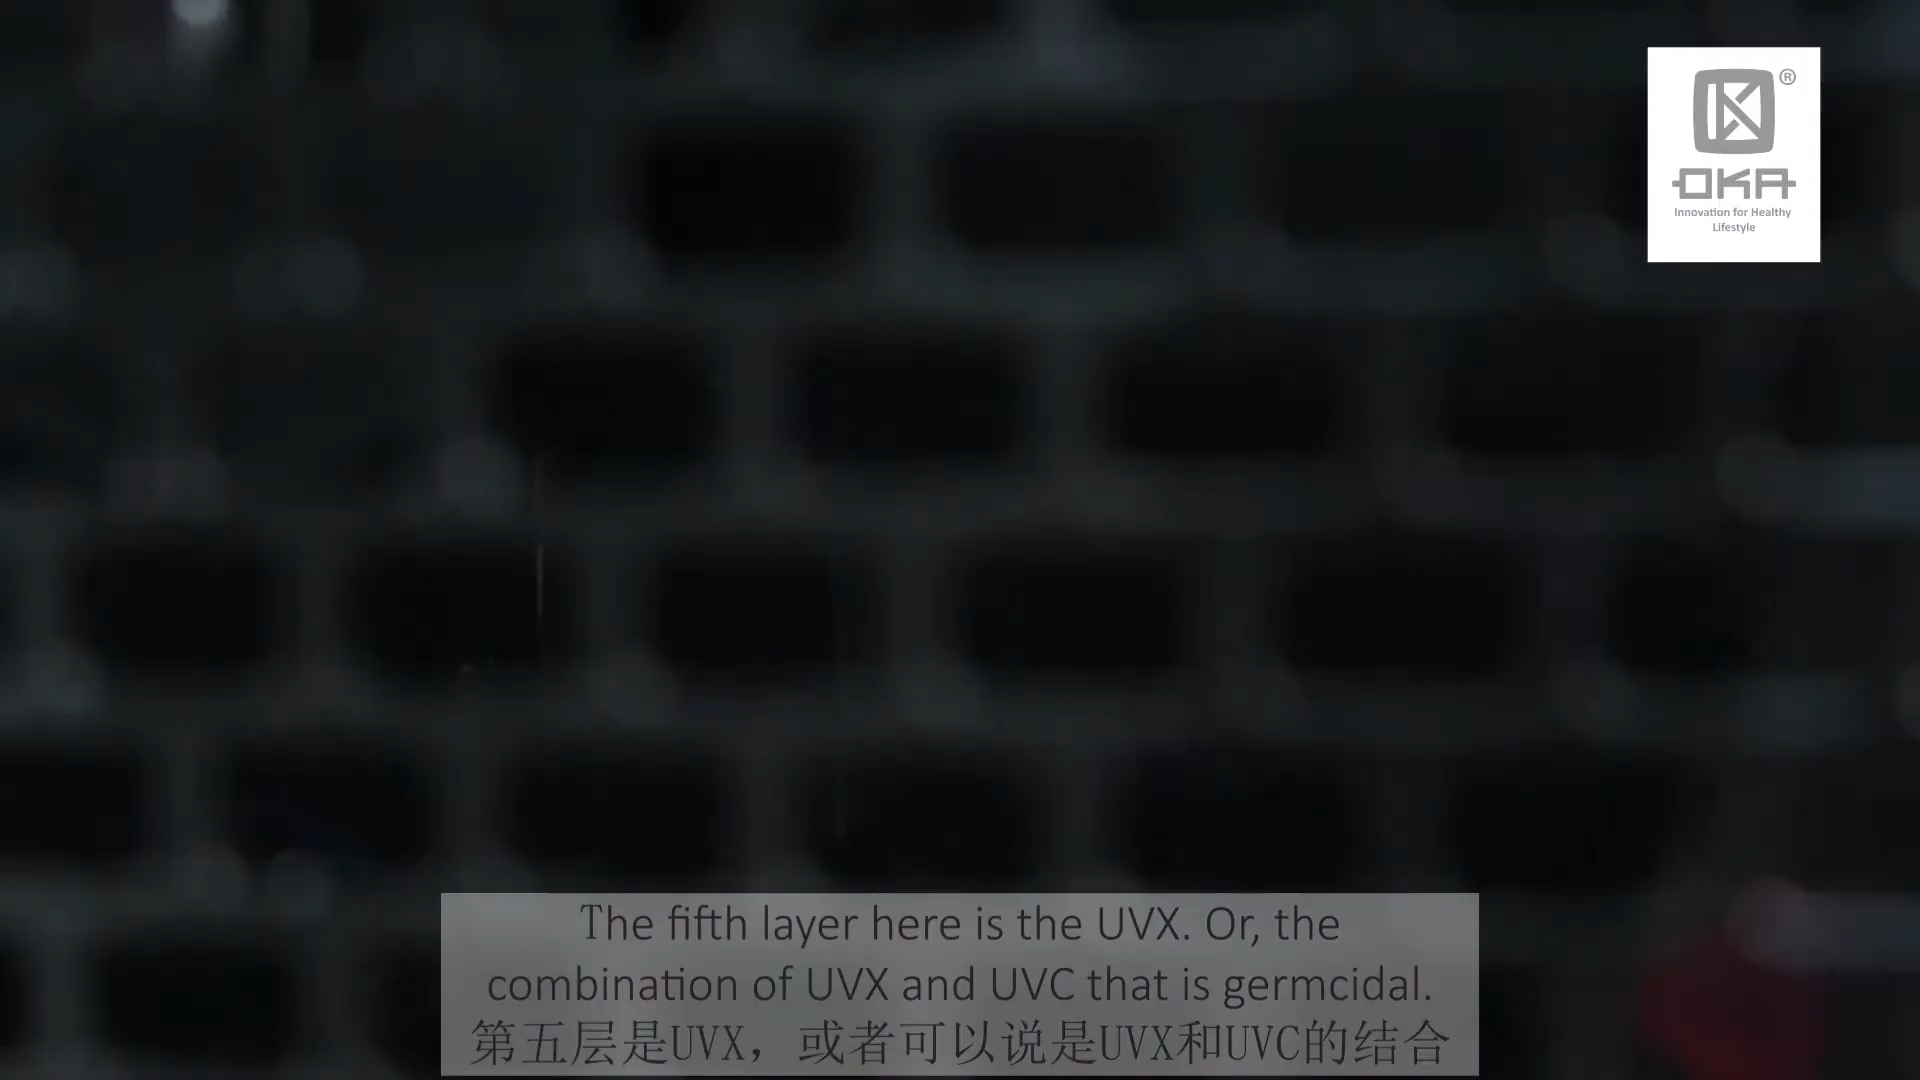 ®
OKA
Innovation for Healthy
Lifestyle
The fifth layer here is the UVX. Or, the
combination of UVX and UVC that is germcidal.
第五层是UVX，或者可以说是UVX和UVC的结合